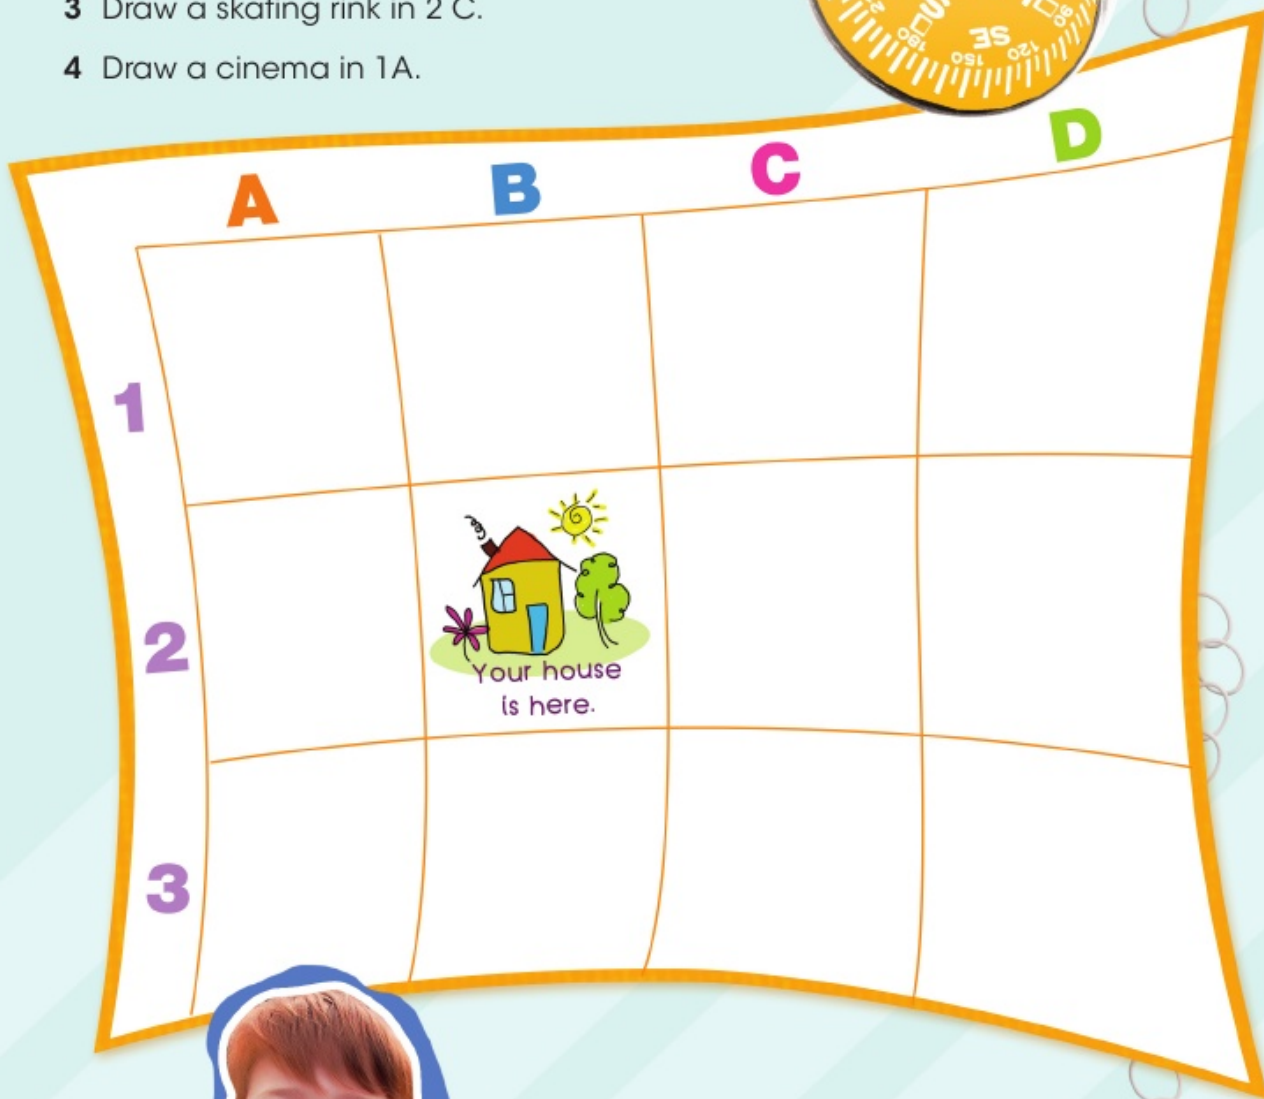 3 Draw a skating rink in 2 C.
4 Draw a cinema in 1A.
SE
180
150
120
A B C D
1
2
Your house
is here.
3